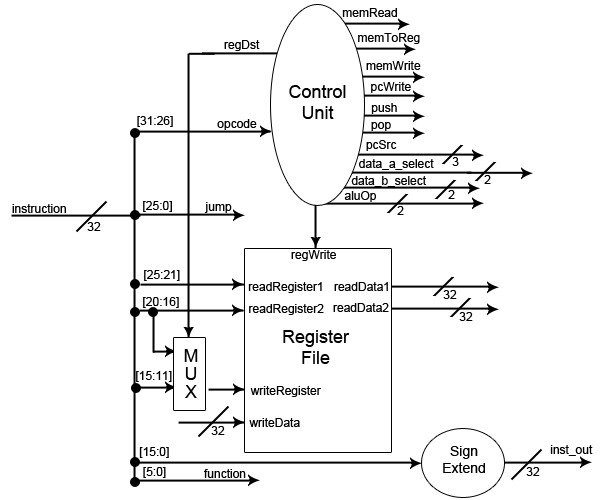 memRead
regDst
memToReg
memWrite
Control
Unit
pcWrite
push
[31:26]
opcode
pop
pcSrc
3
data_a_select
2
data_b_select
2
aluOp
2
instruction
32
[25:0]
jump
regWrite
[25:21]
readRegister1
readData1
32
[20:16]
readRegister2
readData2
32
Register
File
MUX
[15:11]
writeRegister
32
writeData
[15:0]
Sign
Extend
inst_out
32
[5:0]
function